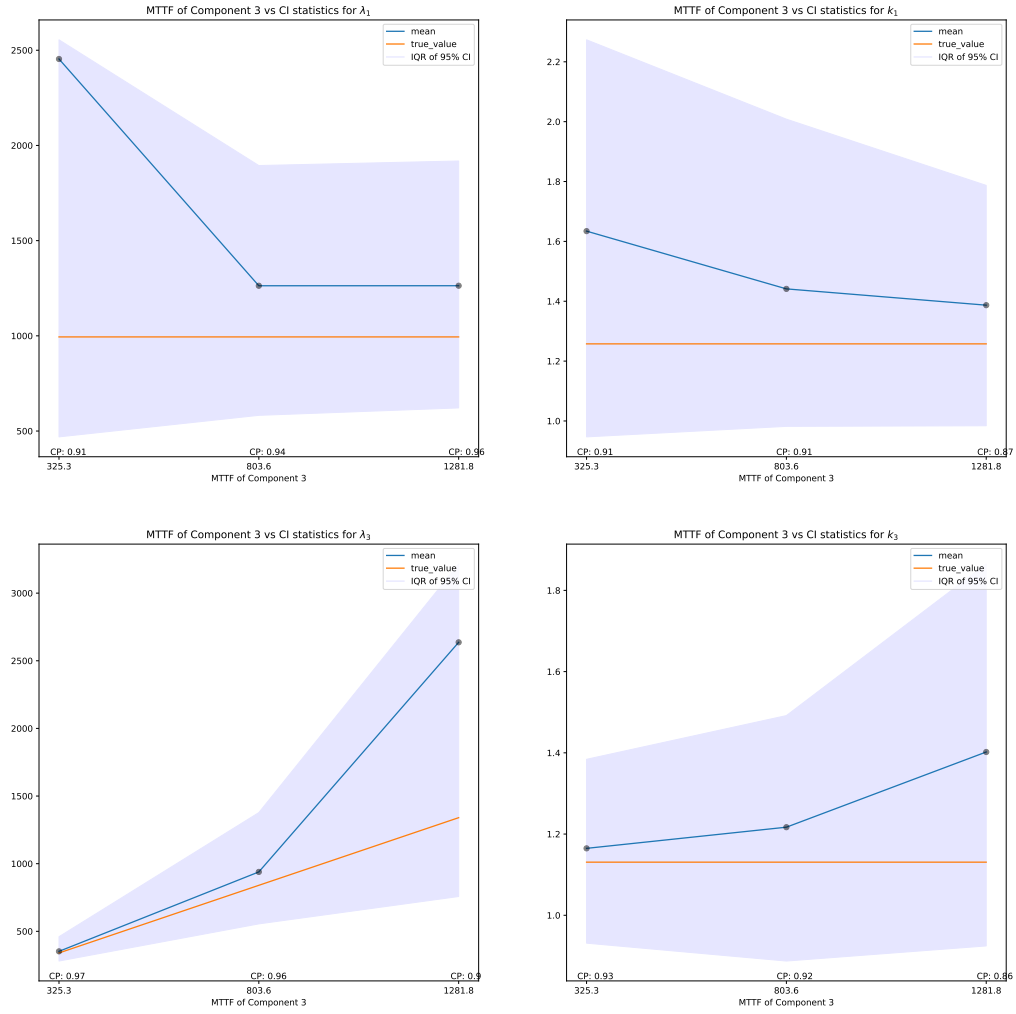 MTTF of Component 3 vs CI statistics for λ₁
mean
true_value
IQR of 95% CI
2500
2000
1500
1000
500
CP: 0.91 CP: 0.94 CP: 0.96
325.3 803.6 1281.8
MTTF of Component 3
MTTF of Component 3 vs CI statistics for k₁
mean
true_value
IQR of 95% CI
2.2
2.0
1.8
1.6
1.4
1.2
1.0
CP: 0.91 CP: 0.91 CP: 0.87
325.3 803.6 1281.8
MTTF of Component 3
MTTF of Component 3 vs CI statistics for λ₃
mean
true_value
IQR of 95% CI
3000
2500
2000
1500
1000
500
CP: 0.97 CP: 0.96 CP: 0.9
325.3 803.6 1281.8
MTTF of Component 3
MTTF of Component 3 vs CI statistics for k₃
mean
true_value
IQR of 95% CI
1.8
1.6
1.4
1.2
1.0
CP: 0.93 CP: 0.92 CP: 0.86
325.3 803.6 1281.8
MTTF of Component 3